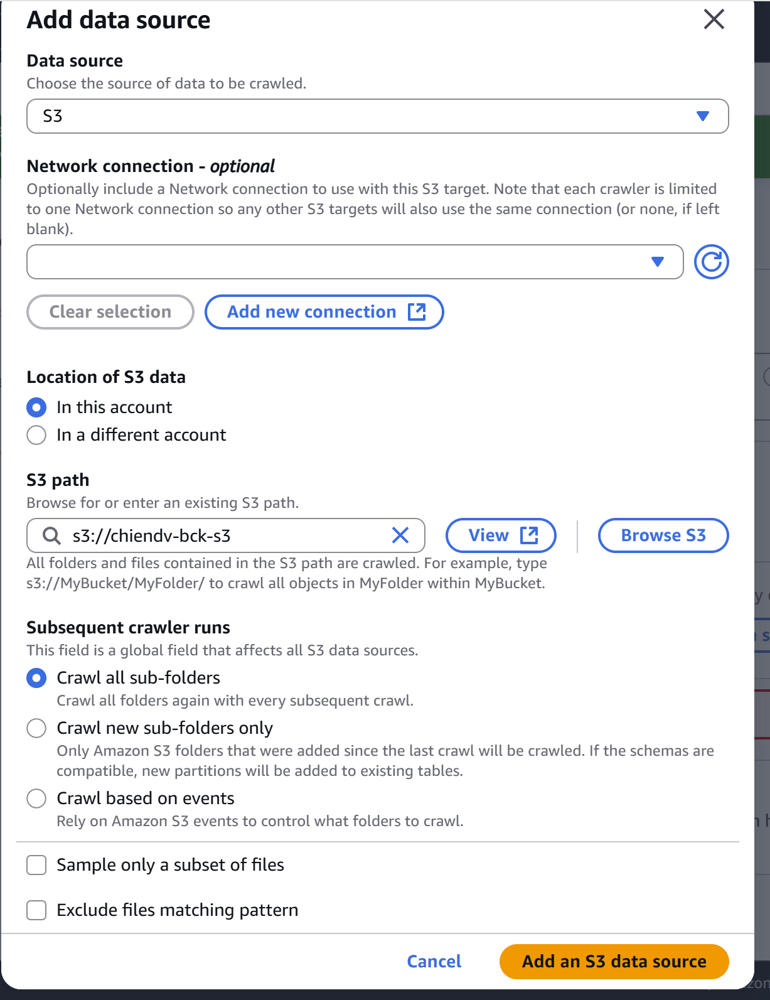 Add data source
Data source
Choose the source of data to be crawled.
S3
Network connection - optional
Optionally include a Network connection to use with this S3 target. Note that each crawler is limited
to one Network connection so any other S3 targets will also use the same connection (or none, if left
blank).
Clear selection
Add new connection
Location of S3 data
In this account
In a different account
S3 path
Browse for or enter an existing S3 path.
s3://chiendv-bck-s3
View
Browse S3
All folders and files contained in the S3 path are crawled. For example, type
s3://MyBucket/MyFolder/ to crawl all objects in MyFolder within MyBucket.
Subsequent crawler runs
This field is a global field that affects all S3 data sources.
Crawl all sub-folders
Crawl all folders again with every subsequent crawl.
Crawl new sub-folders only
Only Amazon S3 folders that were added since the last crawl will be crawled. If the schemas are
compatible, new partitions will be added to existing tables.
Crawl based on events
Rely on Amazon S3 events to control what folders to crawl.
Sample only a subset of files
Exclude files matching pattern
Cancel
Add an S3 data source